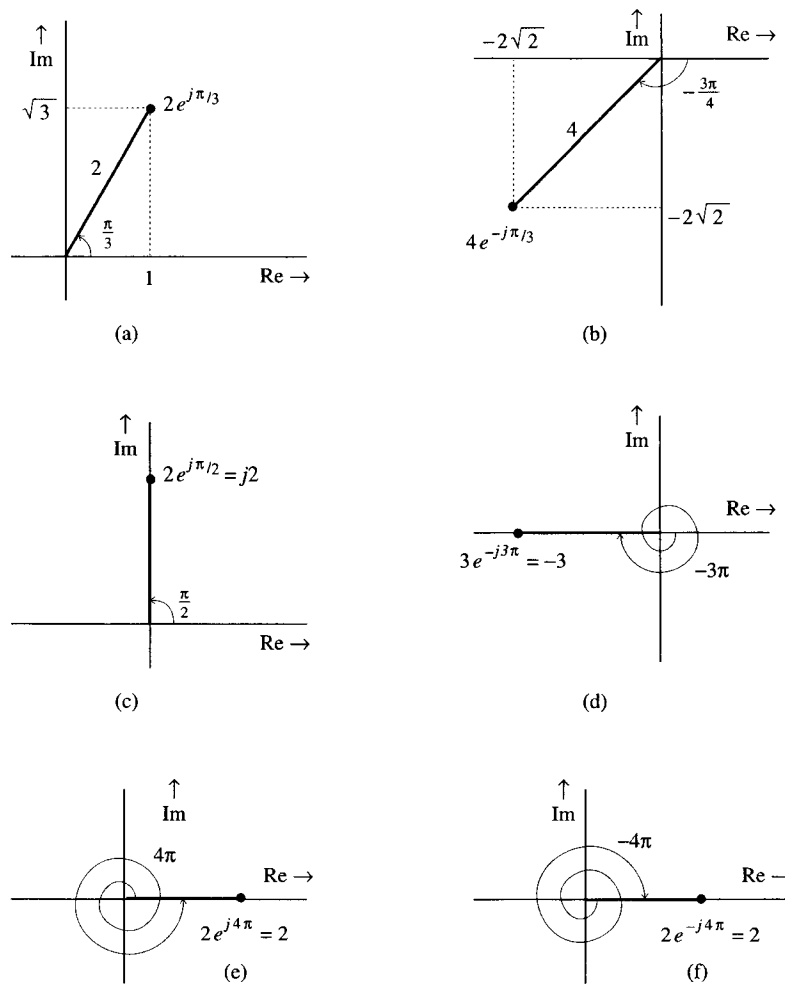 ↑
Im
√3
2e^{jπ/3}
2
π/3
1
Re →
(a)
−2√2
↑
Im
Re →
−3π/4
4
−2√2
4e^{−jπ/3}
(b)
↑
Im
2e^{jπ/2} = j2
π/2
Re →
(c)
↑
Im
Re →
3e^{−j3π} = −3
−3π
(d)
↑
Im
4π
Re →
2e^{j4π} = 2
(e)
↑
Im
−4π
Re —
2e^{−j4π} = 2
(f)